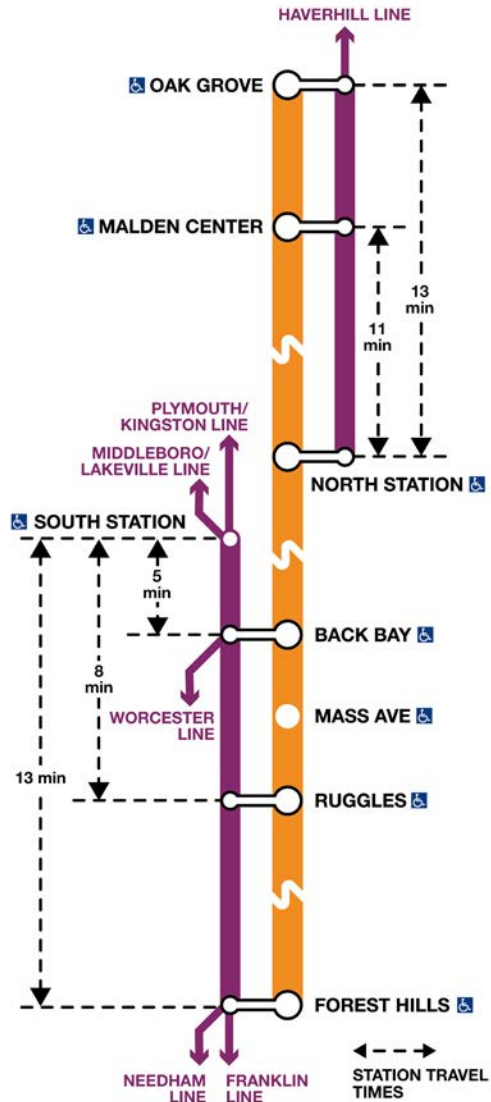 HAVERHILL LINE
OAK GROVE
MALDEN CENTER
13
min
11
min
PLYMOUTH/
KINGSTON LINE
MIDDLEBORO/
LAKEVILLE LINE
NORTH STATION
SOUTH STATION
5
min
BACK BAY
8
min
WORCESTER
LINE
MASS AVE
13 min
RUGGLES
FOREST HILLS
NEEDHAM
LINE
FRANKLIN
LINE
STATION TRAVEL
TIMES